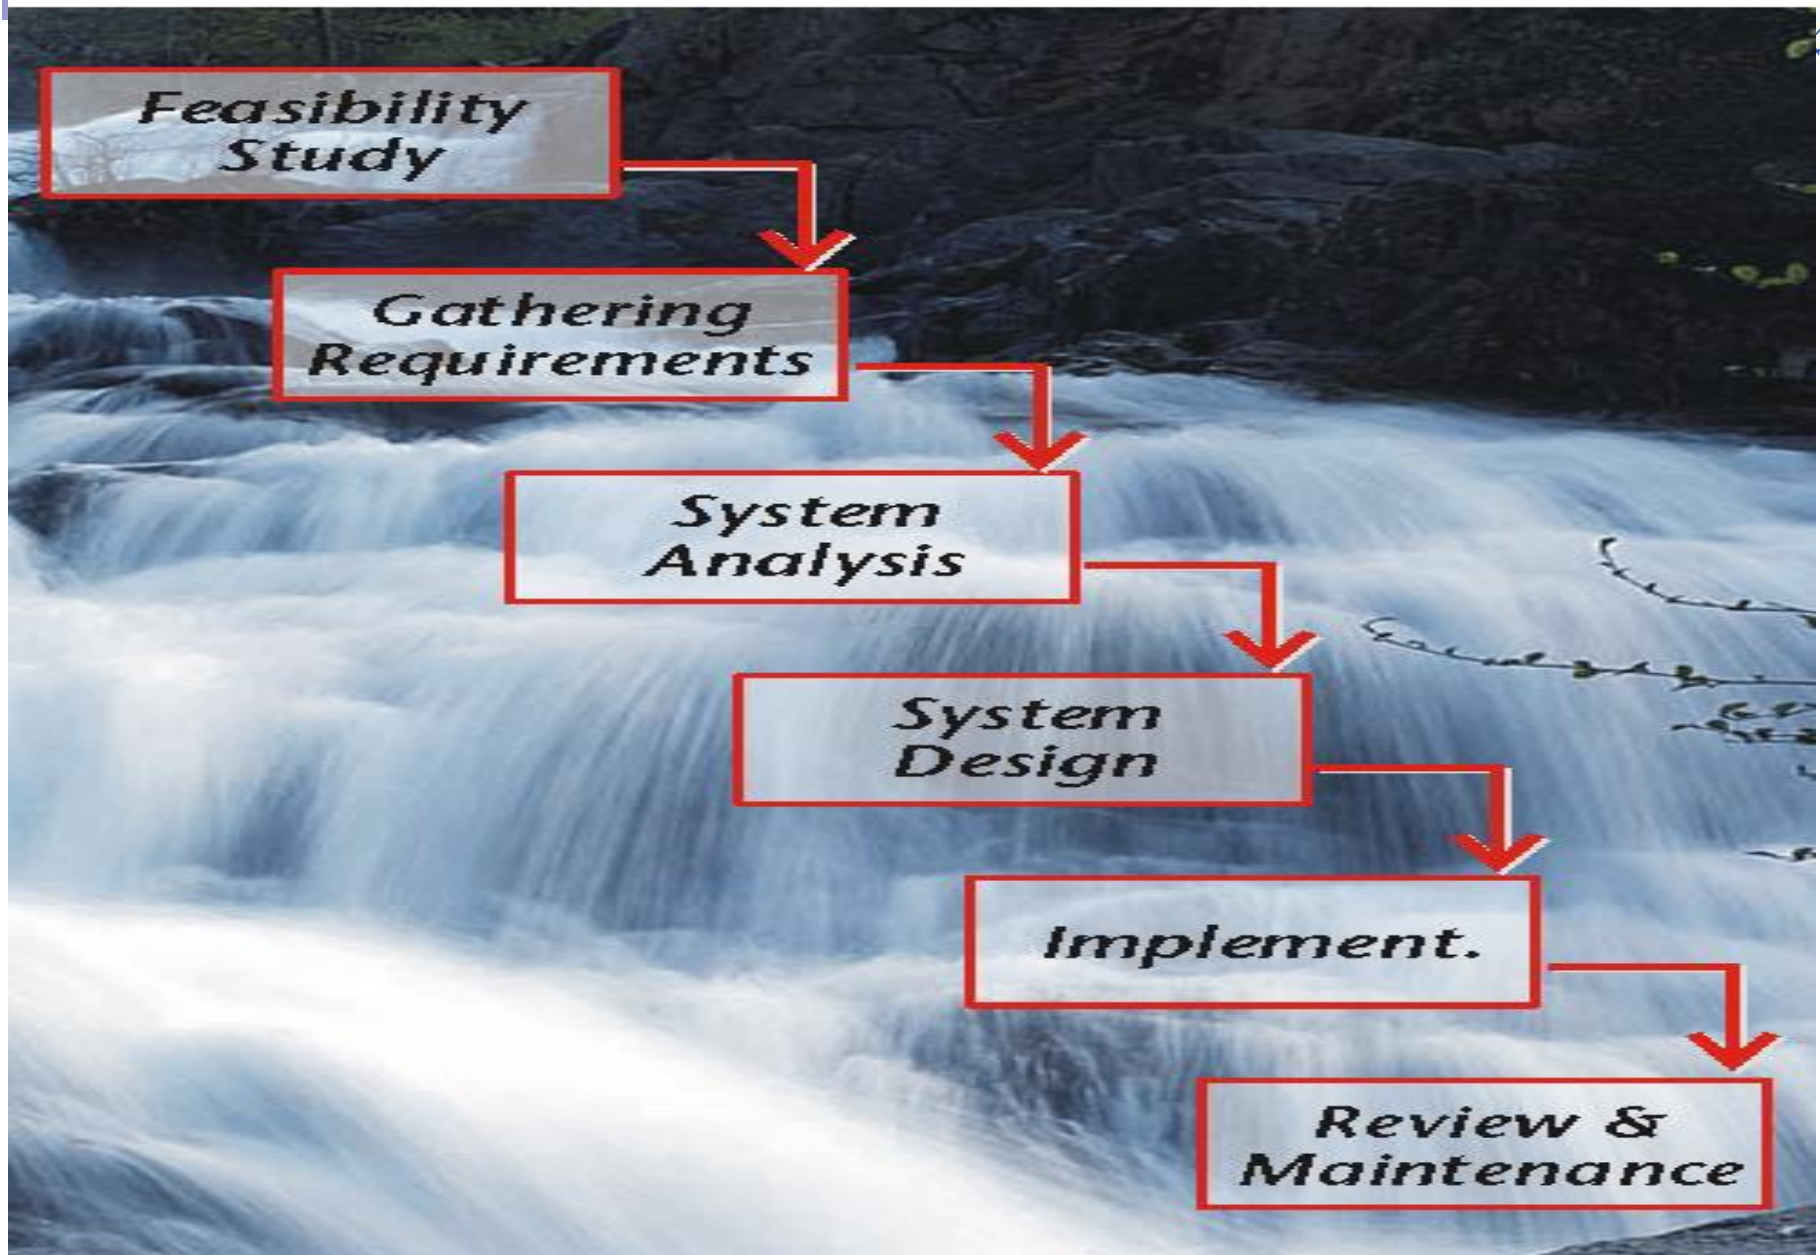 Feasibility
Study
Gathering
Requirements
System
Analysis
System
Design
Implement.
Review &
Maintenance